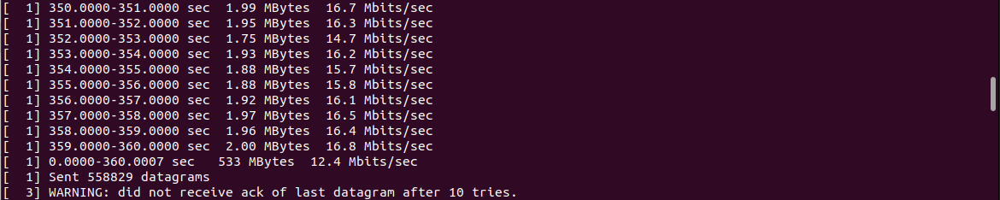 [  1] 350.0000-351.0000 sec  1.99 MBytes  16.7 Mbits/sec
[  1] 351.0000-352.0000 sec  1.95 MBytes  16.3 Mbits/sec
[  1] 352.0000-353.0000 sec  1.75 MBytes  14.7 Mbits/sec
[  1] 353.0000-354.0000 sec  1.93 MBytes  16.2 Mbits/sec
[  1] 354.0000-355.0000 sec  1.88 MBytes  15.7 Mbits/sec
[  1] 355.0000-356.0000 sec  1.88 MBytes  15.8 Mbits/sec
[  1] 356.0000-357.0000 sec  1.92 MBytes  16.1 Mbits/sec
[  1] 357.0000-358.0000 sec  1.97 MBytes  16.5 Mbits/sec
[  1] 358.0000-359.0000 sec  1.96 MBytes  16.4 Mbits/sec
[  1] 359.0000-360.0000 sec  2.00 MBytes  16.8 Mbits/sec
[  1] 0.0000-360.0007 sec   533 MBytes  12.4 Mbits/sec
[  1] Sent 558829 datagrams
[  3] WARNING: did not receive ack of last datagram after 10 tries.